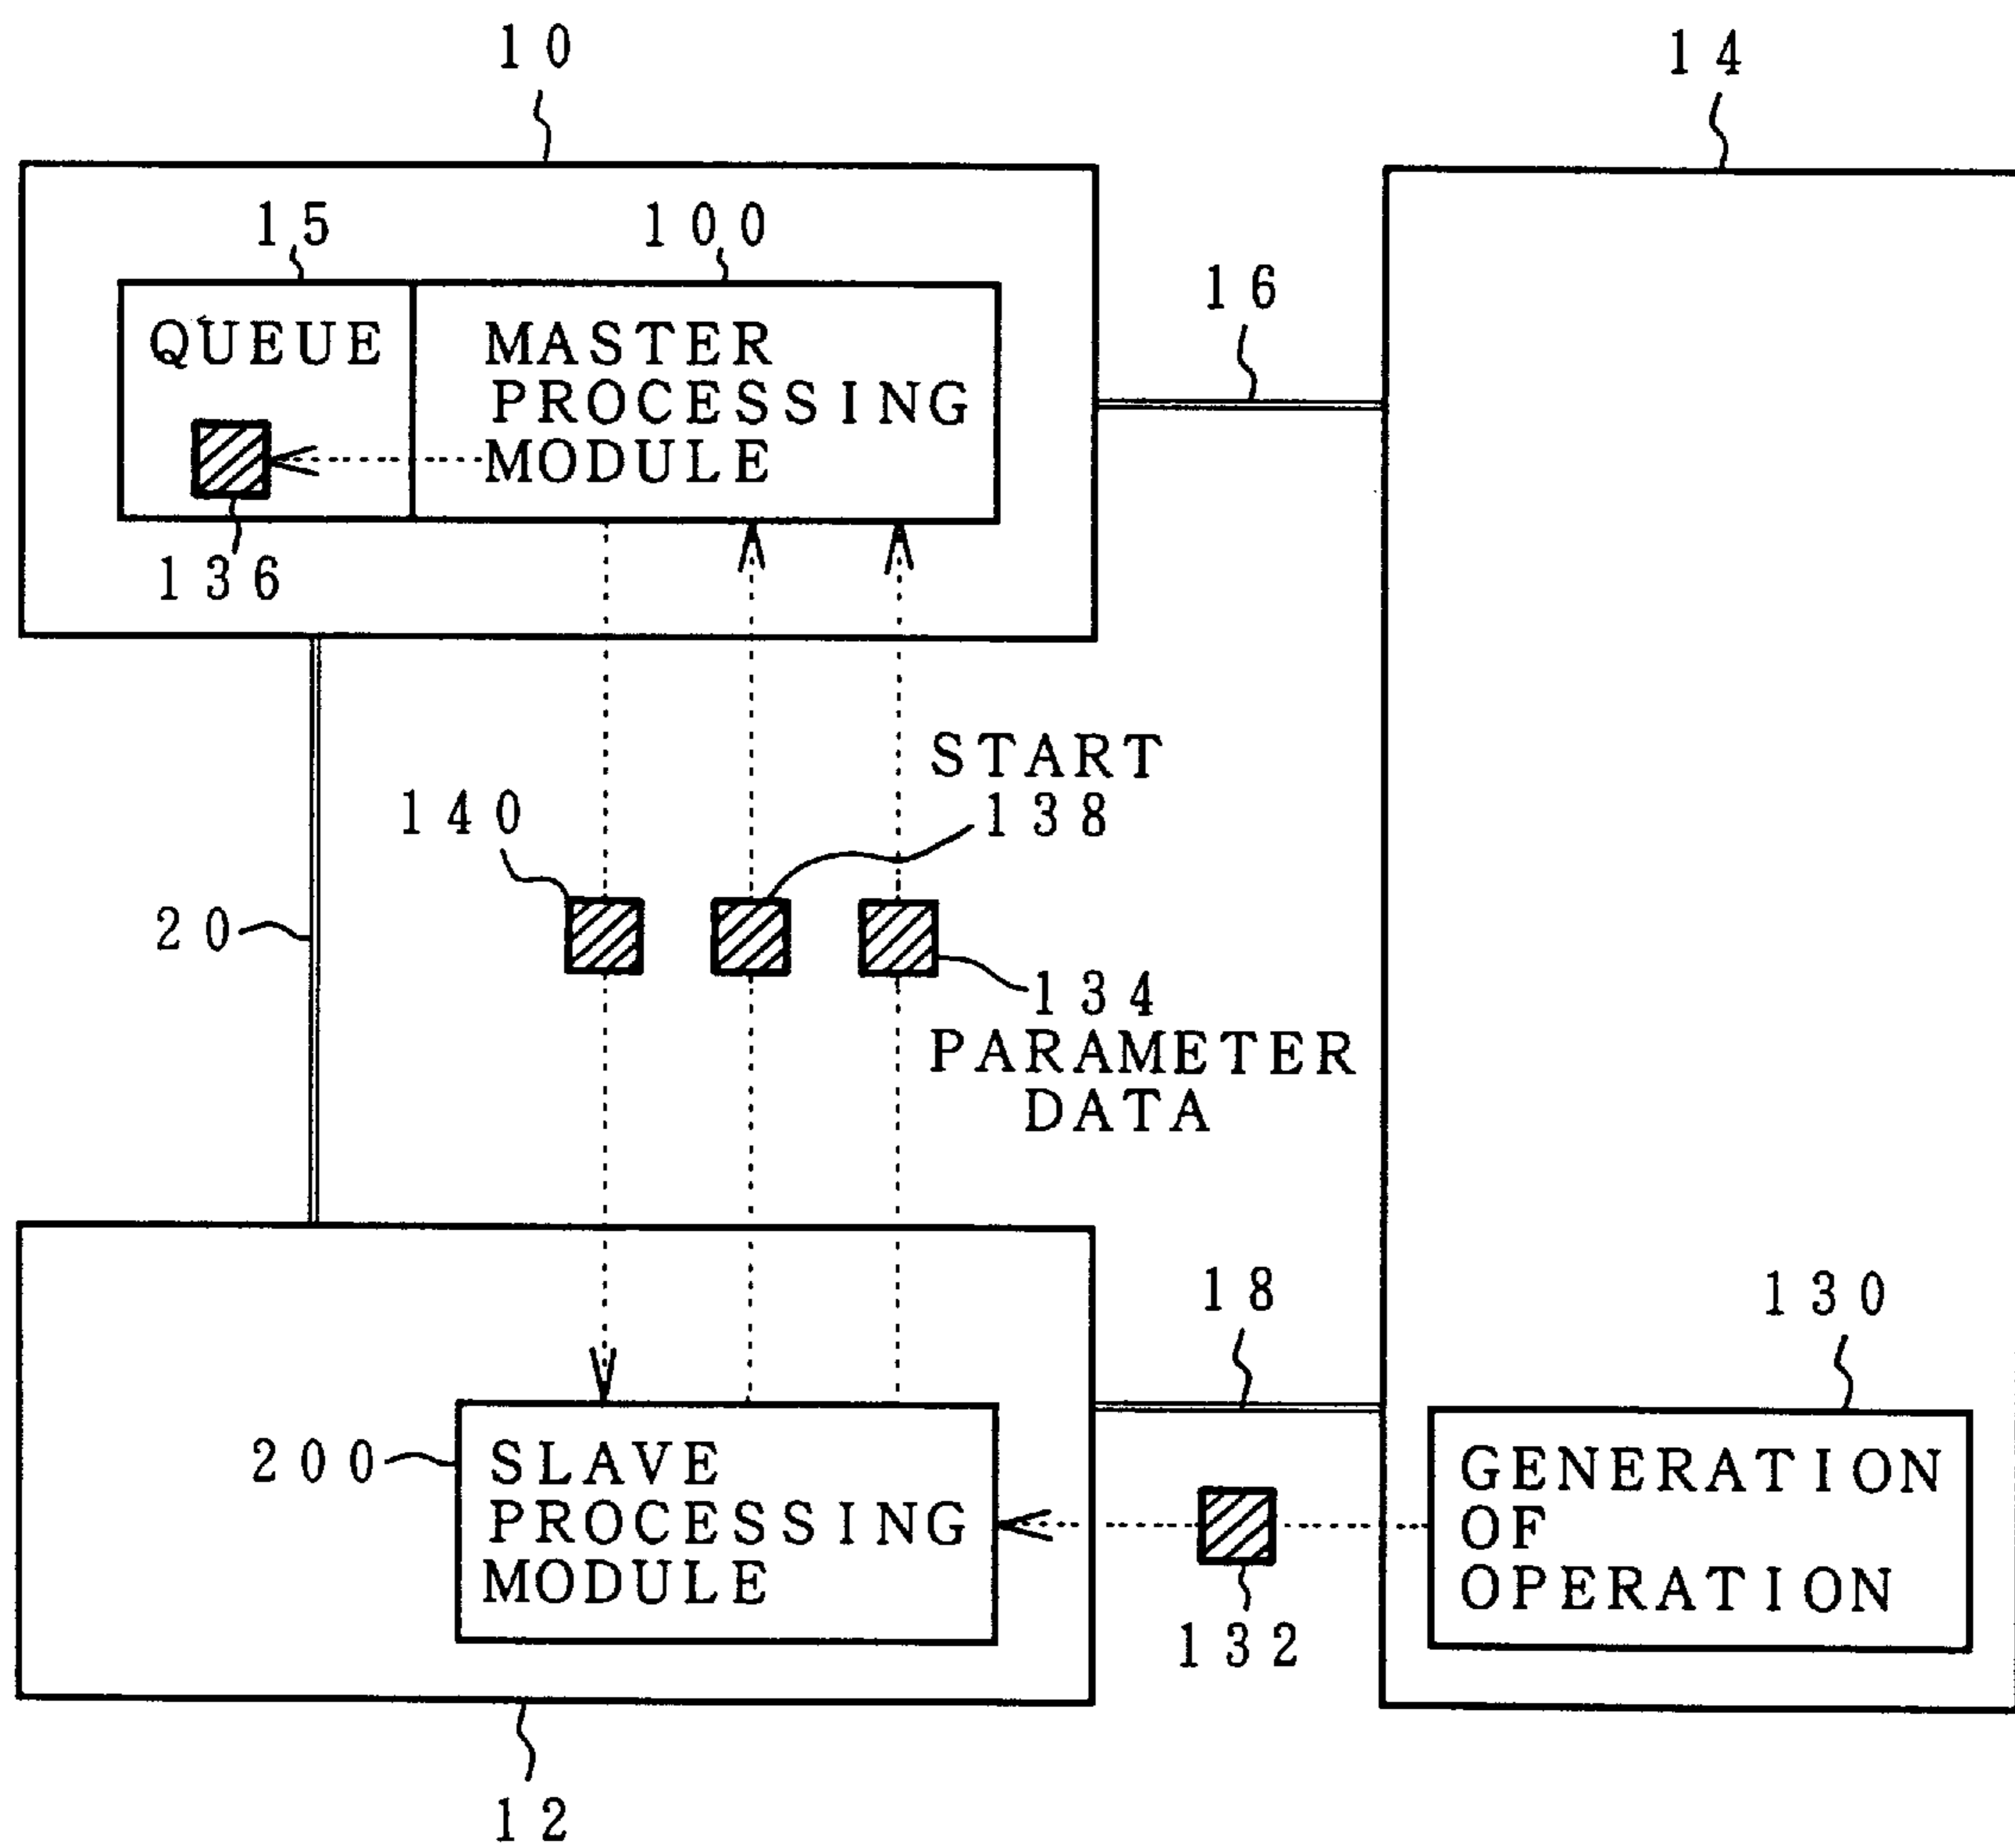 10
14
15
100
16
QUEUE
MASTER
PROCESSING
MODULE
136
START
138
140
20
134
PARAMETER
DATA
18
130
200
SLAVE
PROCESSING
MODULE
GENERATION
OF
OPERATION
132
12